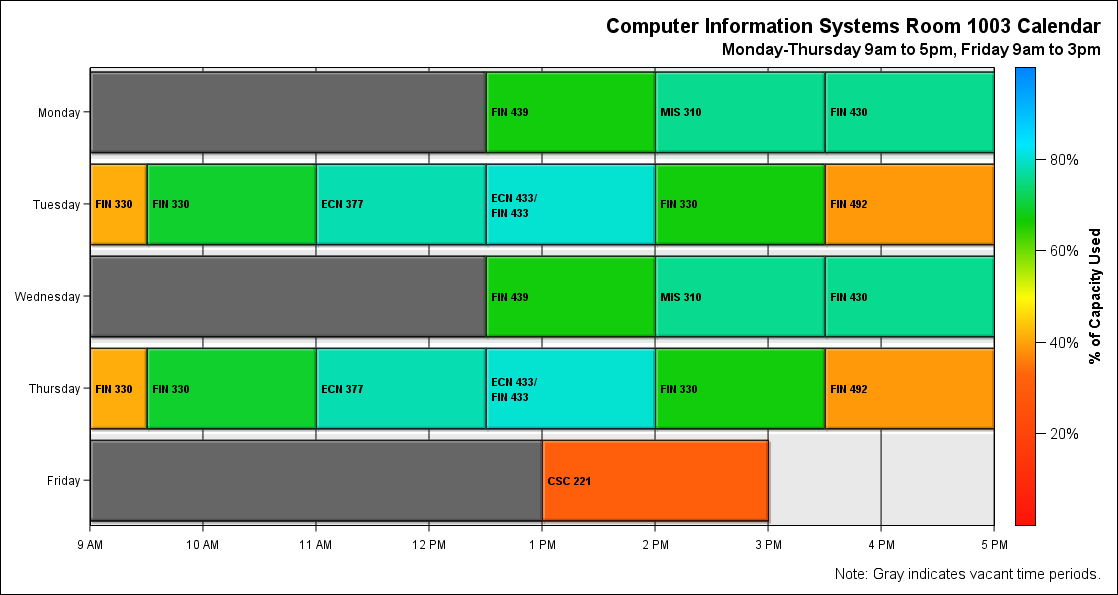 Computer Information Systems Room 1003 Calendar
Monday-Thursday 9am to 5pm, Friday 9am to 3pm
Monday
FIN 439
MIS 310
FIN 430
Tuesday
FIN 330
FIN 330
ECN 377
ECN 433/
FIN 433
FIN 330
FIN 492
Wednesday
FIN 439
MIS 310
FIN 430
Thursday
FIN 330
FIN 330
ECN 377
ECN 433/
FIN 433
FIN 330
FIN 492
Friday
CSC 221
9 AM
10 AM
11 AM
12 PM
1 PM
2 PM
3 PM
4 PM
5 PM
80%
60%
40%
20%
% of Capacity Used
Note: Gray indicates vacant time periods.